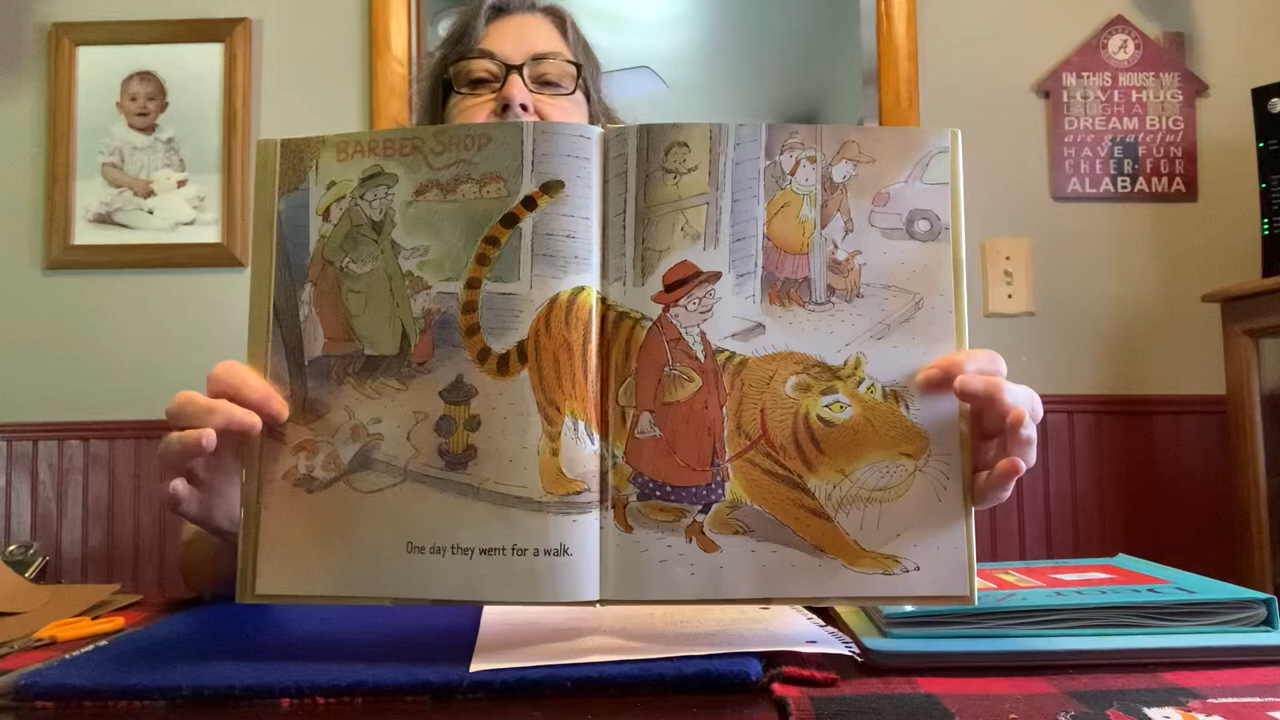 BARBER SHOP
One day they went for a walk.
A
IN THIS HOUSE WE
LOVE HUG
LAUGH A LOT
DREAM BIG
are grateful
HAVE FUN
CHEER FOR
ALABAMA
Dear Z